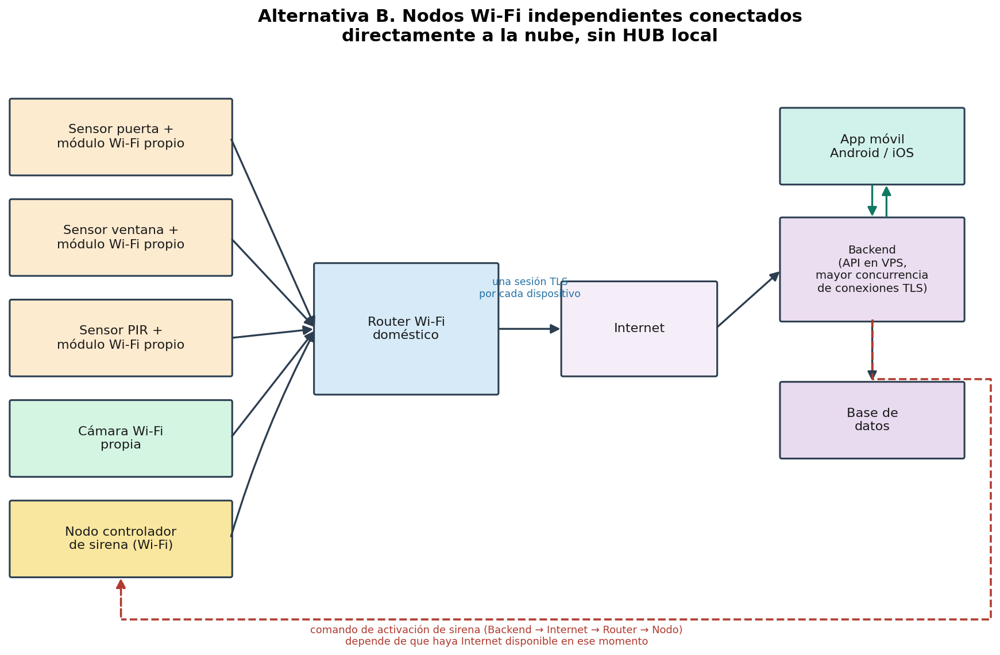 Alternativa B. Nodos Wi-Fi independientes conectados
directamente a la nube, sin HUB local
Sensor puerta +
módulo Wi-Fi propio
Sensor ventana +
módulo Wi-Fi propio
Sensor PIR +
módulo Wi-Fi propio
Cámara Wi-Fi
propia
Nodo controlador
de sirena (Wi-Fi)
Router Wi-Fi
doméstico
una sesión TLS
por cada dispositivo
Internet
App móvil
Android / iOS
Backend
(API en VPS,
mayor concurrencia
de conexiones TLS)
Base de
datos
comando de activación de sirena (Backend → Internet → Router → Nodo)
depende de que haya Internet disponible en ese momento